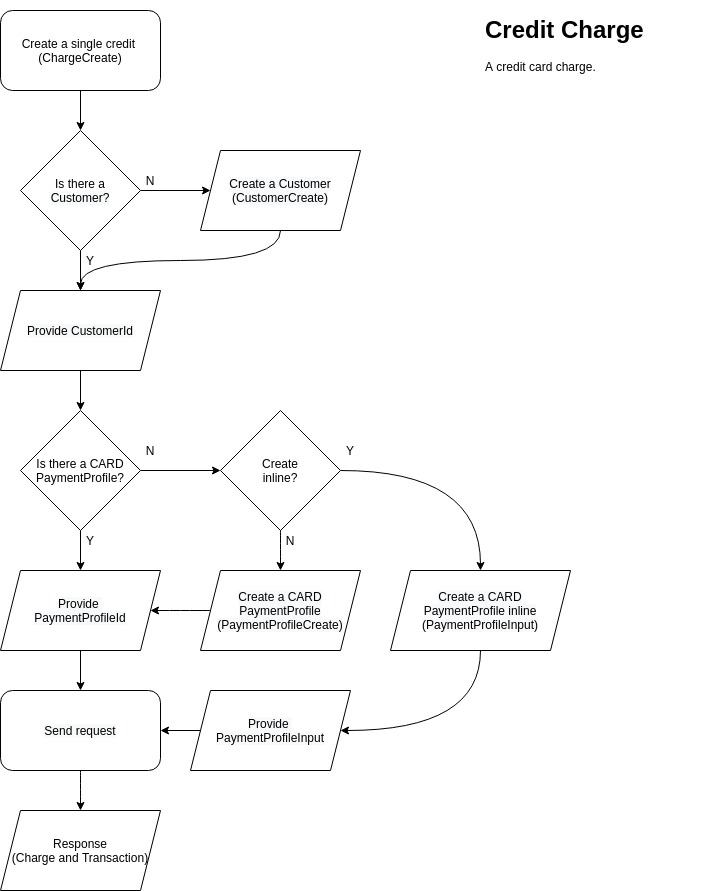 Credit Charge
A credit card charge.
Create a single credit
(ChargeCreate)
Is there a
Customer?
N
Create a Customer
(CustomerCreate)
Y
Provide CustomerId
Is there a CARD
PaymentProfile?
N
Create
inline?
Y
Y
N
Provide
PaymentProfileId
Create a CARD
PaymentProfile
(PaymentProfileCreate)
Create a CARD
PaymentProfile inline
(PaymentProfileInput)
Send request
Provide
PaymentProfileInput
Response
(Charge and Transaction)